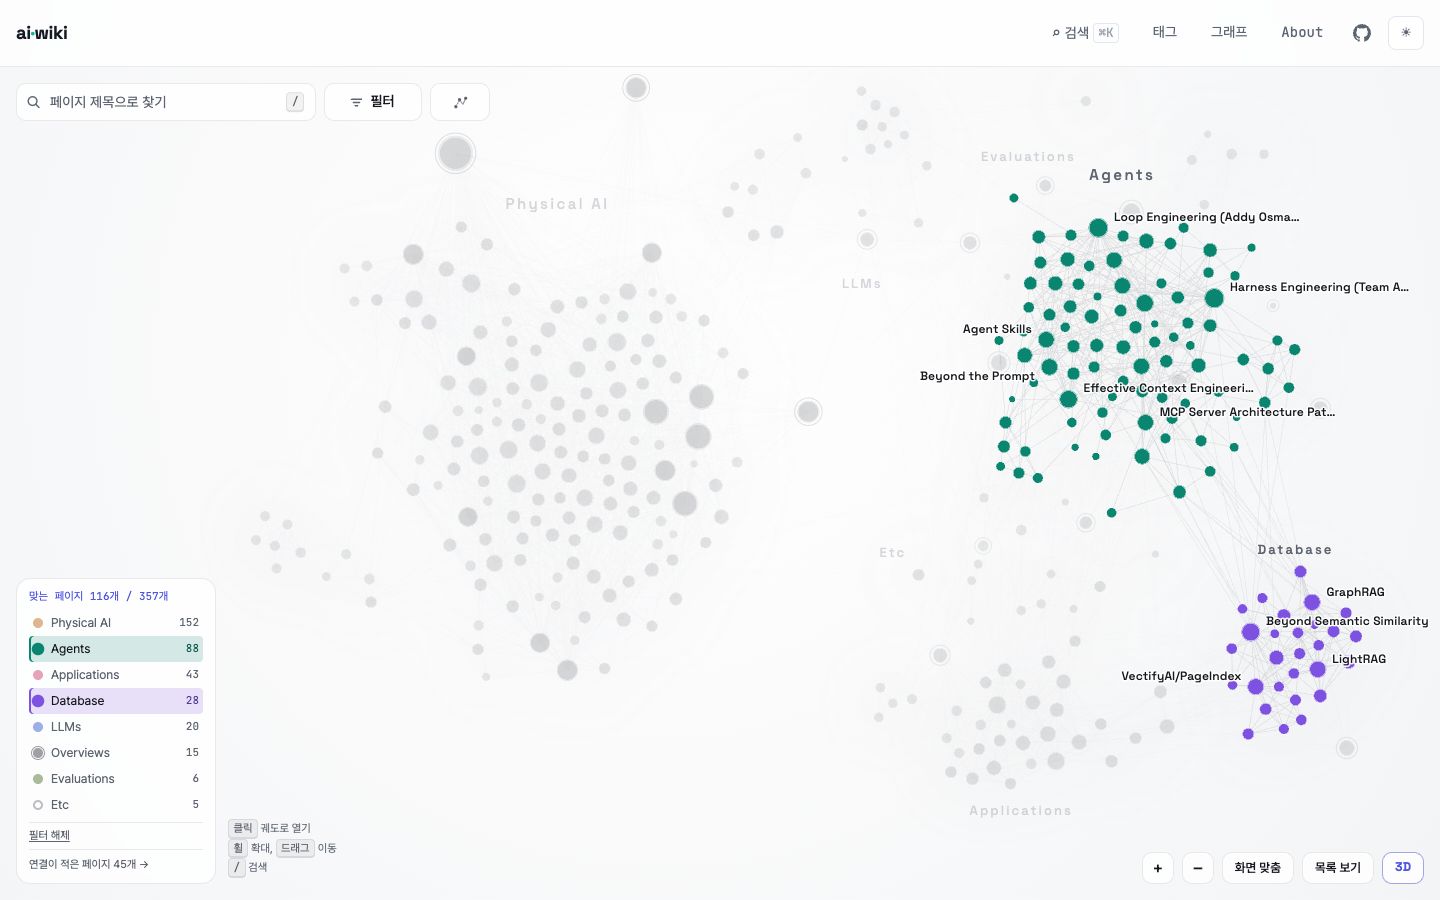 ai·wiki
⌕ 검색 ⌘K
태그
그래프
About
☀
페이지 제목으로 찾기 /
필터
Physical AI
Evaluations
Agents
LLMs
Etc
Database
Applications
Loop Engineering (Addy Osma…
Harness Engineering (Team A…
Agent Skills
Beyond the Prompt
Effective Context Engineeri…
MCP Server Architecture Pat…
GraphRAG
Beyond Semantic Similarity
LightRAG
VectifyAI/PageIndex
맞는 페이지 116개 / 357개
Physical AI 152
Agents 88
Applications 43
Database 28
LLMs 20
Overviews 15
Evaluations 6
Etc 5
필터 해제
연결이 적은 페이지 45개 →
클릭 궤도로 열기
휠 확대, 드래그 이동
/ 검색
+
−
화면 맞춤
목록 보기
3D